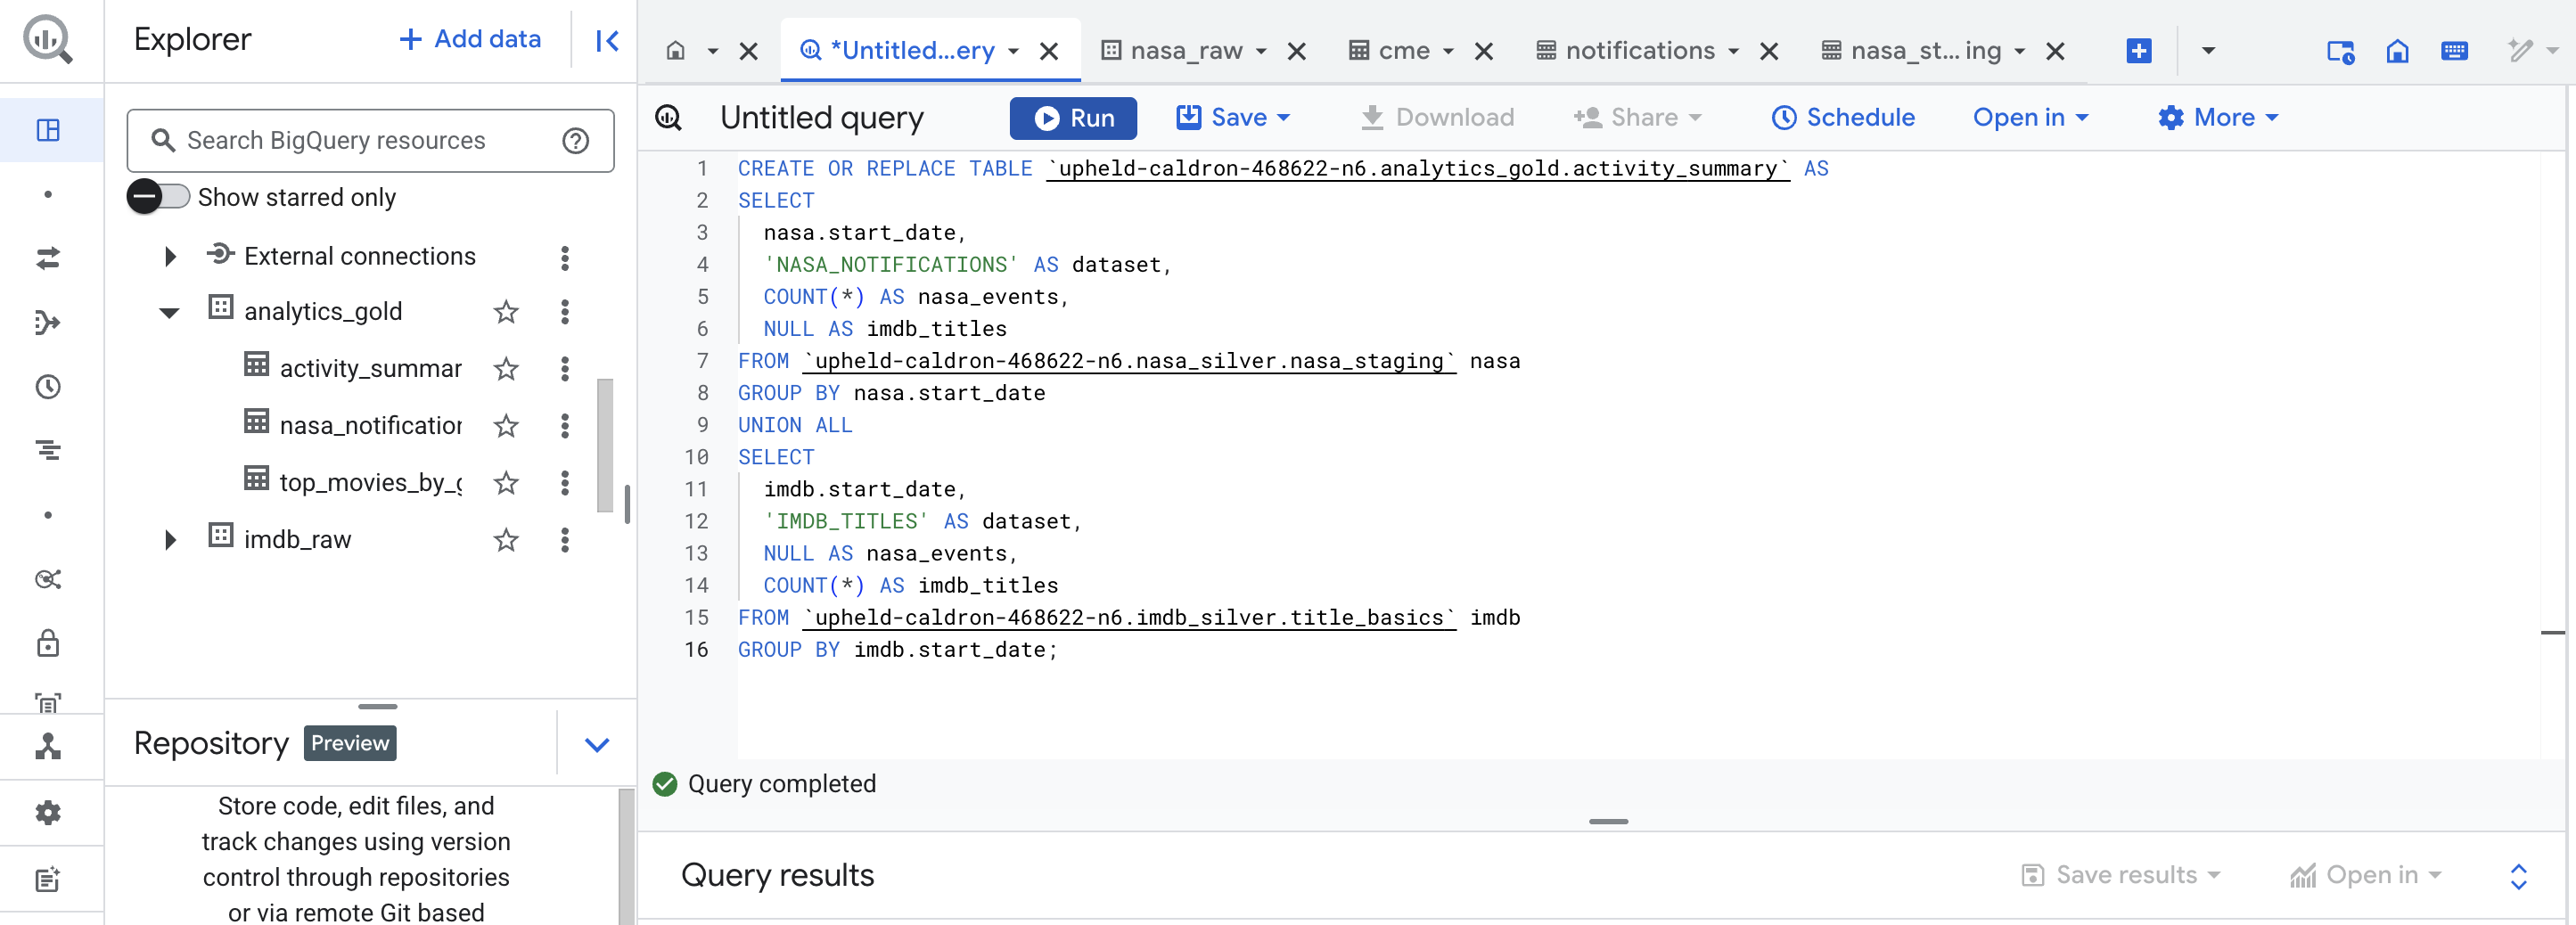 Explorer
+ Add data
Search BigQuery resources
Show starred only
External connections
analytics_gold
activity_summar
nasa_notification
top_movies_by_g
imdb_raw
Repository Preview
Store code, edit files, and
track changes using version
control through repositories
or via remote Git based
*Untitled...ery
nasa_raw
cme
notifications
nasa_st... ing
Untitled query
Run
Save
Download
Share
Schedule
Open in
More
1 CREATE OR REPLACE TABLE `upheld-caldron-468622-n6.analytics_gold.activity_summary` AS
2 SELECT
3 nasa.start_date,
4 'NASA_NOTIFICATIONS' AS dataset,
5 COUNT(*) AS nasa_events,
6 NULL AS imdb_titles
7 FROM `upheld-caldron-468622-n6.nasa_silver.nasa_staging` nasa
8 GROUP BY nasa.start_date
9 UNION ALL
10 SELECT
11 imdb.start_date,
12 'IMDB_TITLES' AS dataset,
13 NULL AS nasa_events,
14 COUNT(*) AS imdb_titles
15 FROM `upheld-caldron-468622-n6.imdb_silver.title_basics` imdb
16 GROUP BY imdb.start_date;
Query completed
Query results
Save results
Open in